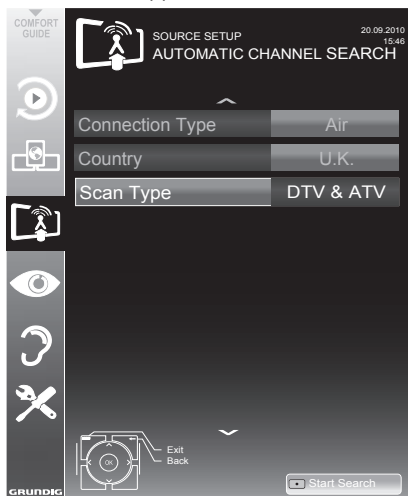 COMFORT
GUIDE
SOURCE SETUP
20.09.2010
15:46
AUTOMATIC CHANNEL SEARCH
Connection Type
Air
Country
U.K.
Scan Type
DTV & ATV
OK
Exit
Back
Start Search
GRUNDIG